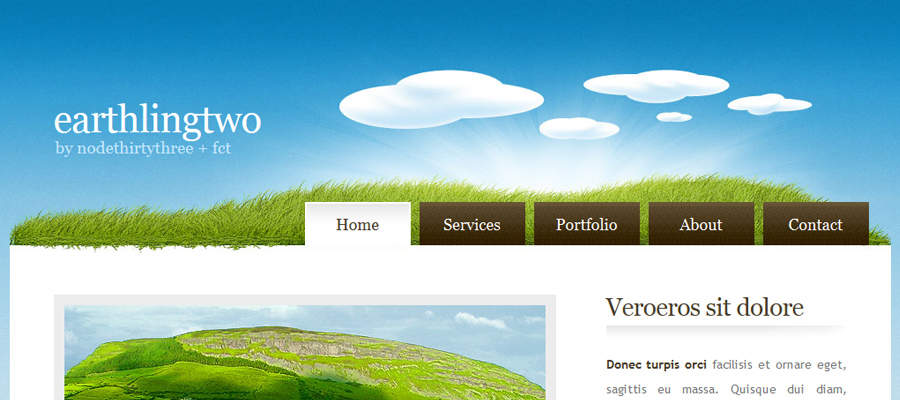 earthlingtwo
by nodethirtythree + fct
Home Services Portfolio About Contact
Veroeros sit dolore
Donec turpis orci facilisis et ornare eget,
sagittis eu massa. Quisque dui diam,